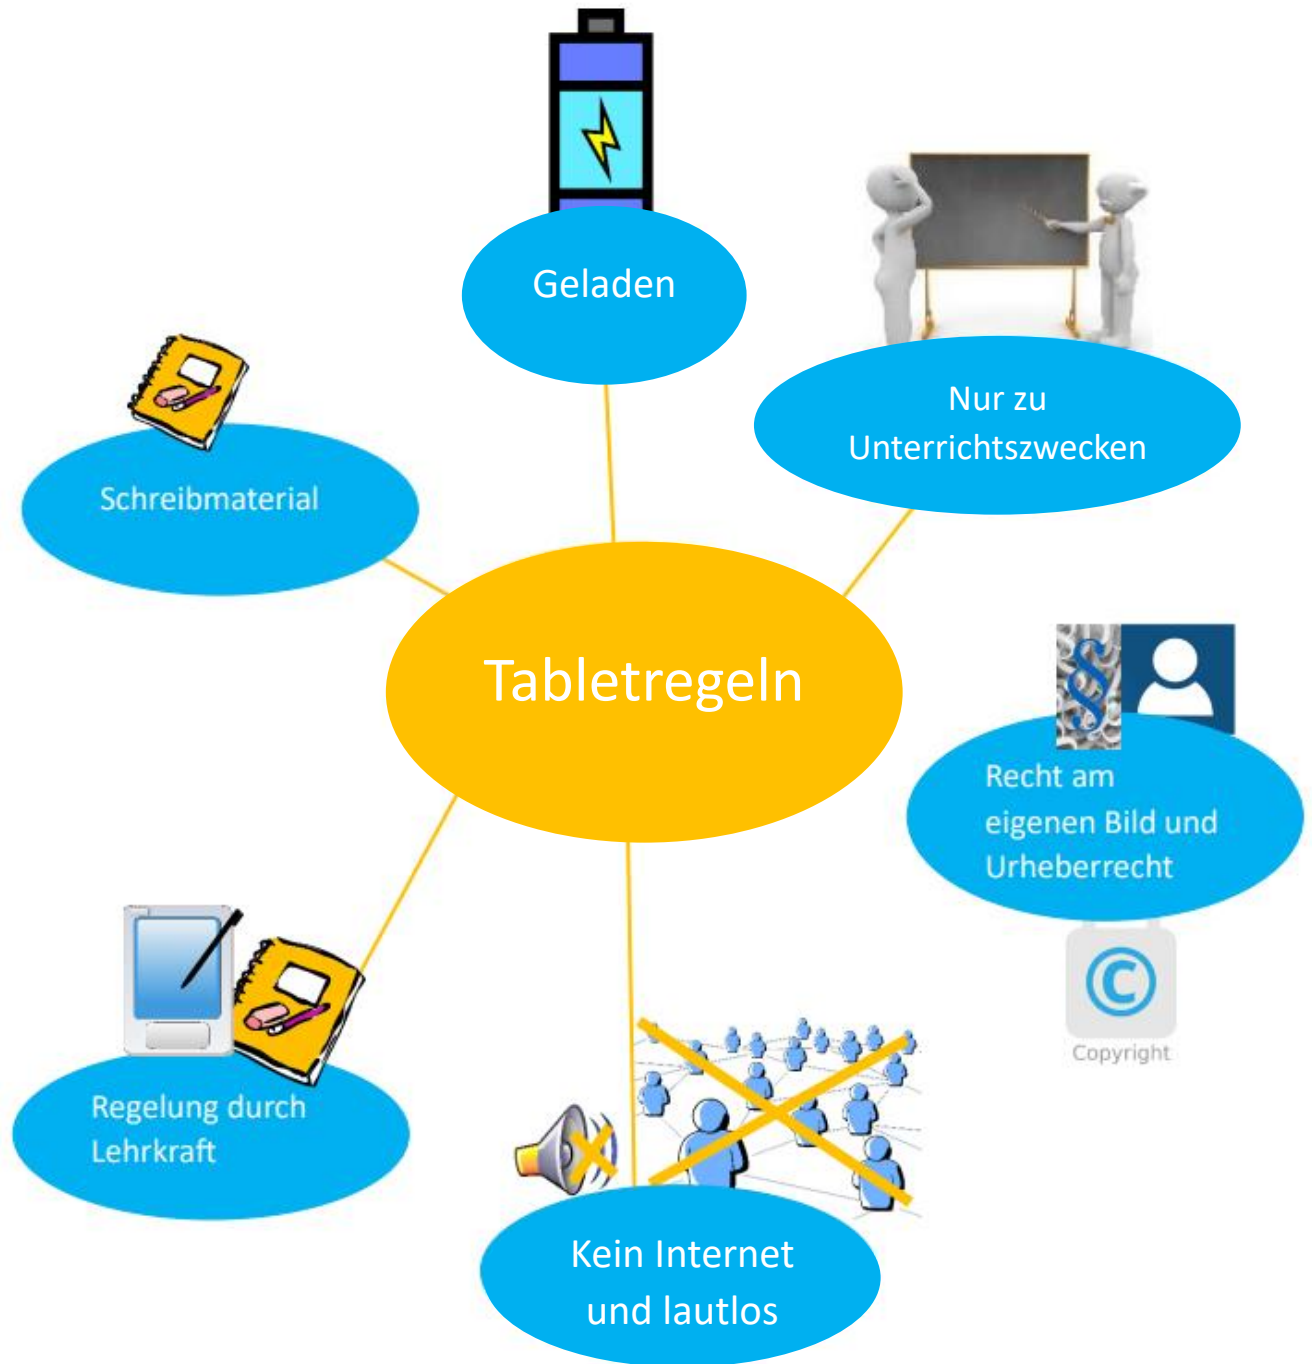 Geladen
Nur zu
Unterrichtszwecken
Schreibmaterial
Tabletregeln
§
Recht am
eigenen Bild und
Urheberrecht
©
Copyright
Regelung durch
Lehrkraft
Kein Internet
und lautlos